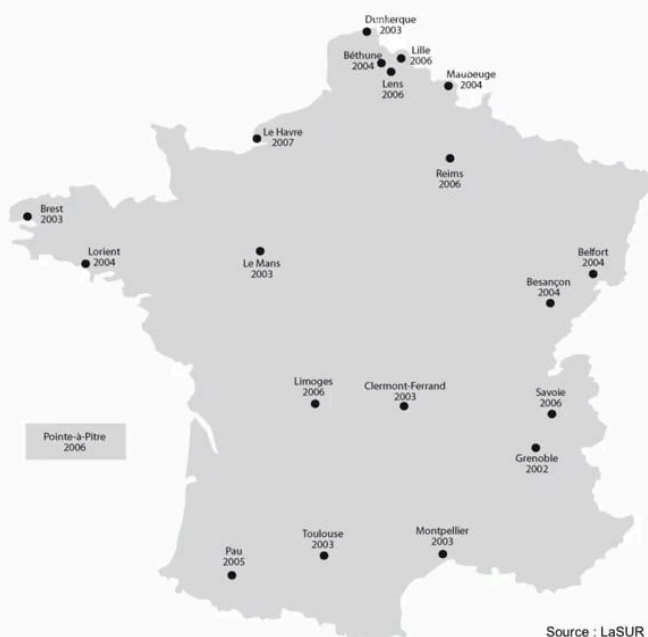 Dunkerque
2003
Lille
2006
Béthune
2004
Lens
2006
Maubeuge
2004
Le Havre
2007
Reims
2006
Brest
2003
Lorient
2004
Le Mans
2003
Belfort
2004
Besançon
2004
Limoges
2006
Clermont-Ferrand
2003
Savoie
2006
Pointe-à-Pitre
2006
Grenoble
2002
Toulouse
2003
Montpellier
2003
Pau
2005
Source : LaSUR